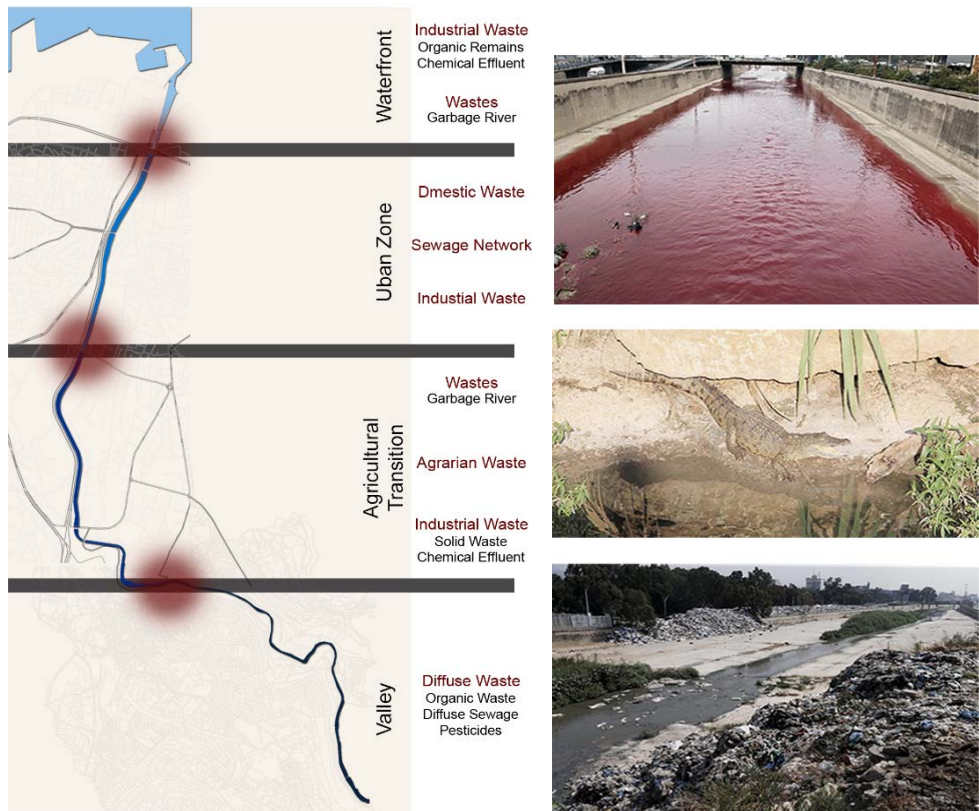 Waterfront
Industrial Waste
Organic Remains
Chemical Effluent
Wastes
Garbage River
Uban Zone
Dmestic Waste
Sewage Network
Industial Waste
Agricultural
Transition
Wastes
Garbage River
Agrarian Waste
Industrial Waste
Solid Waste
Chemical Effluent
Valley
Diffuse Waste
Organic Waste
Diffuse Sewage
Pesticides